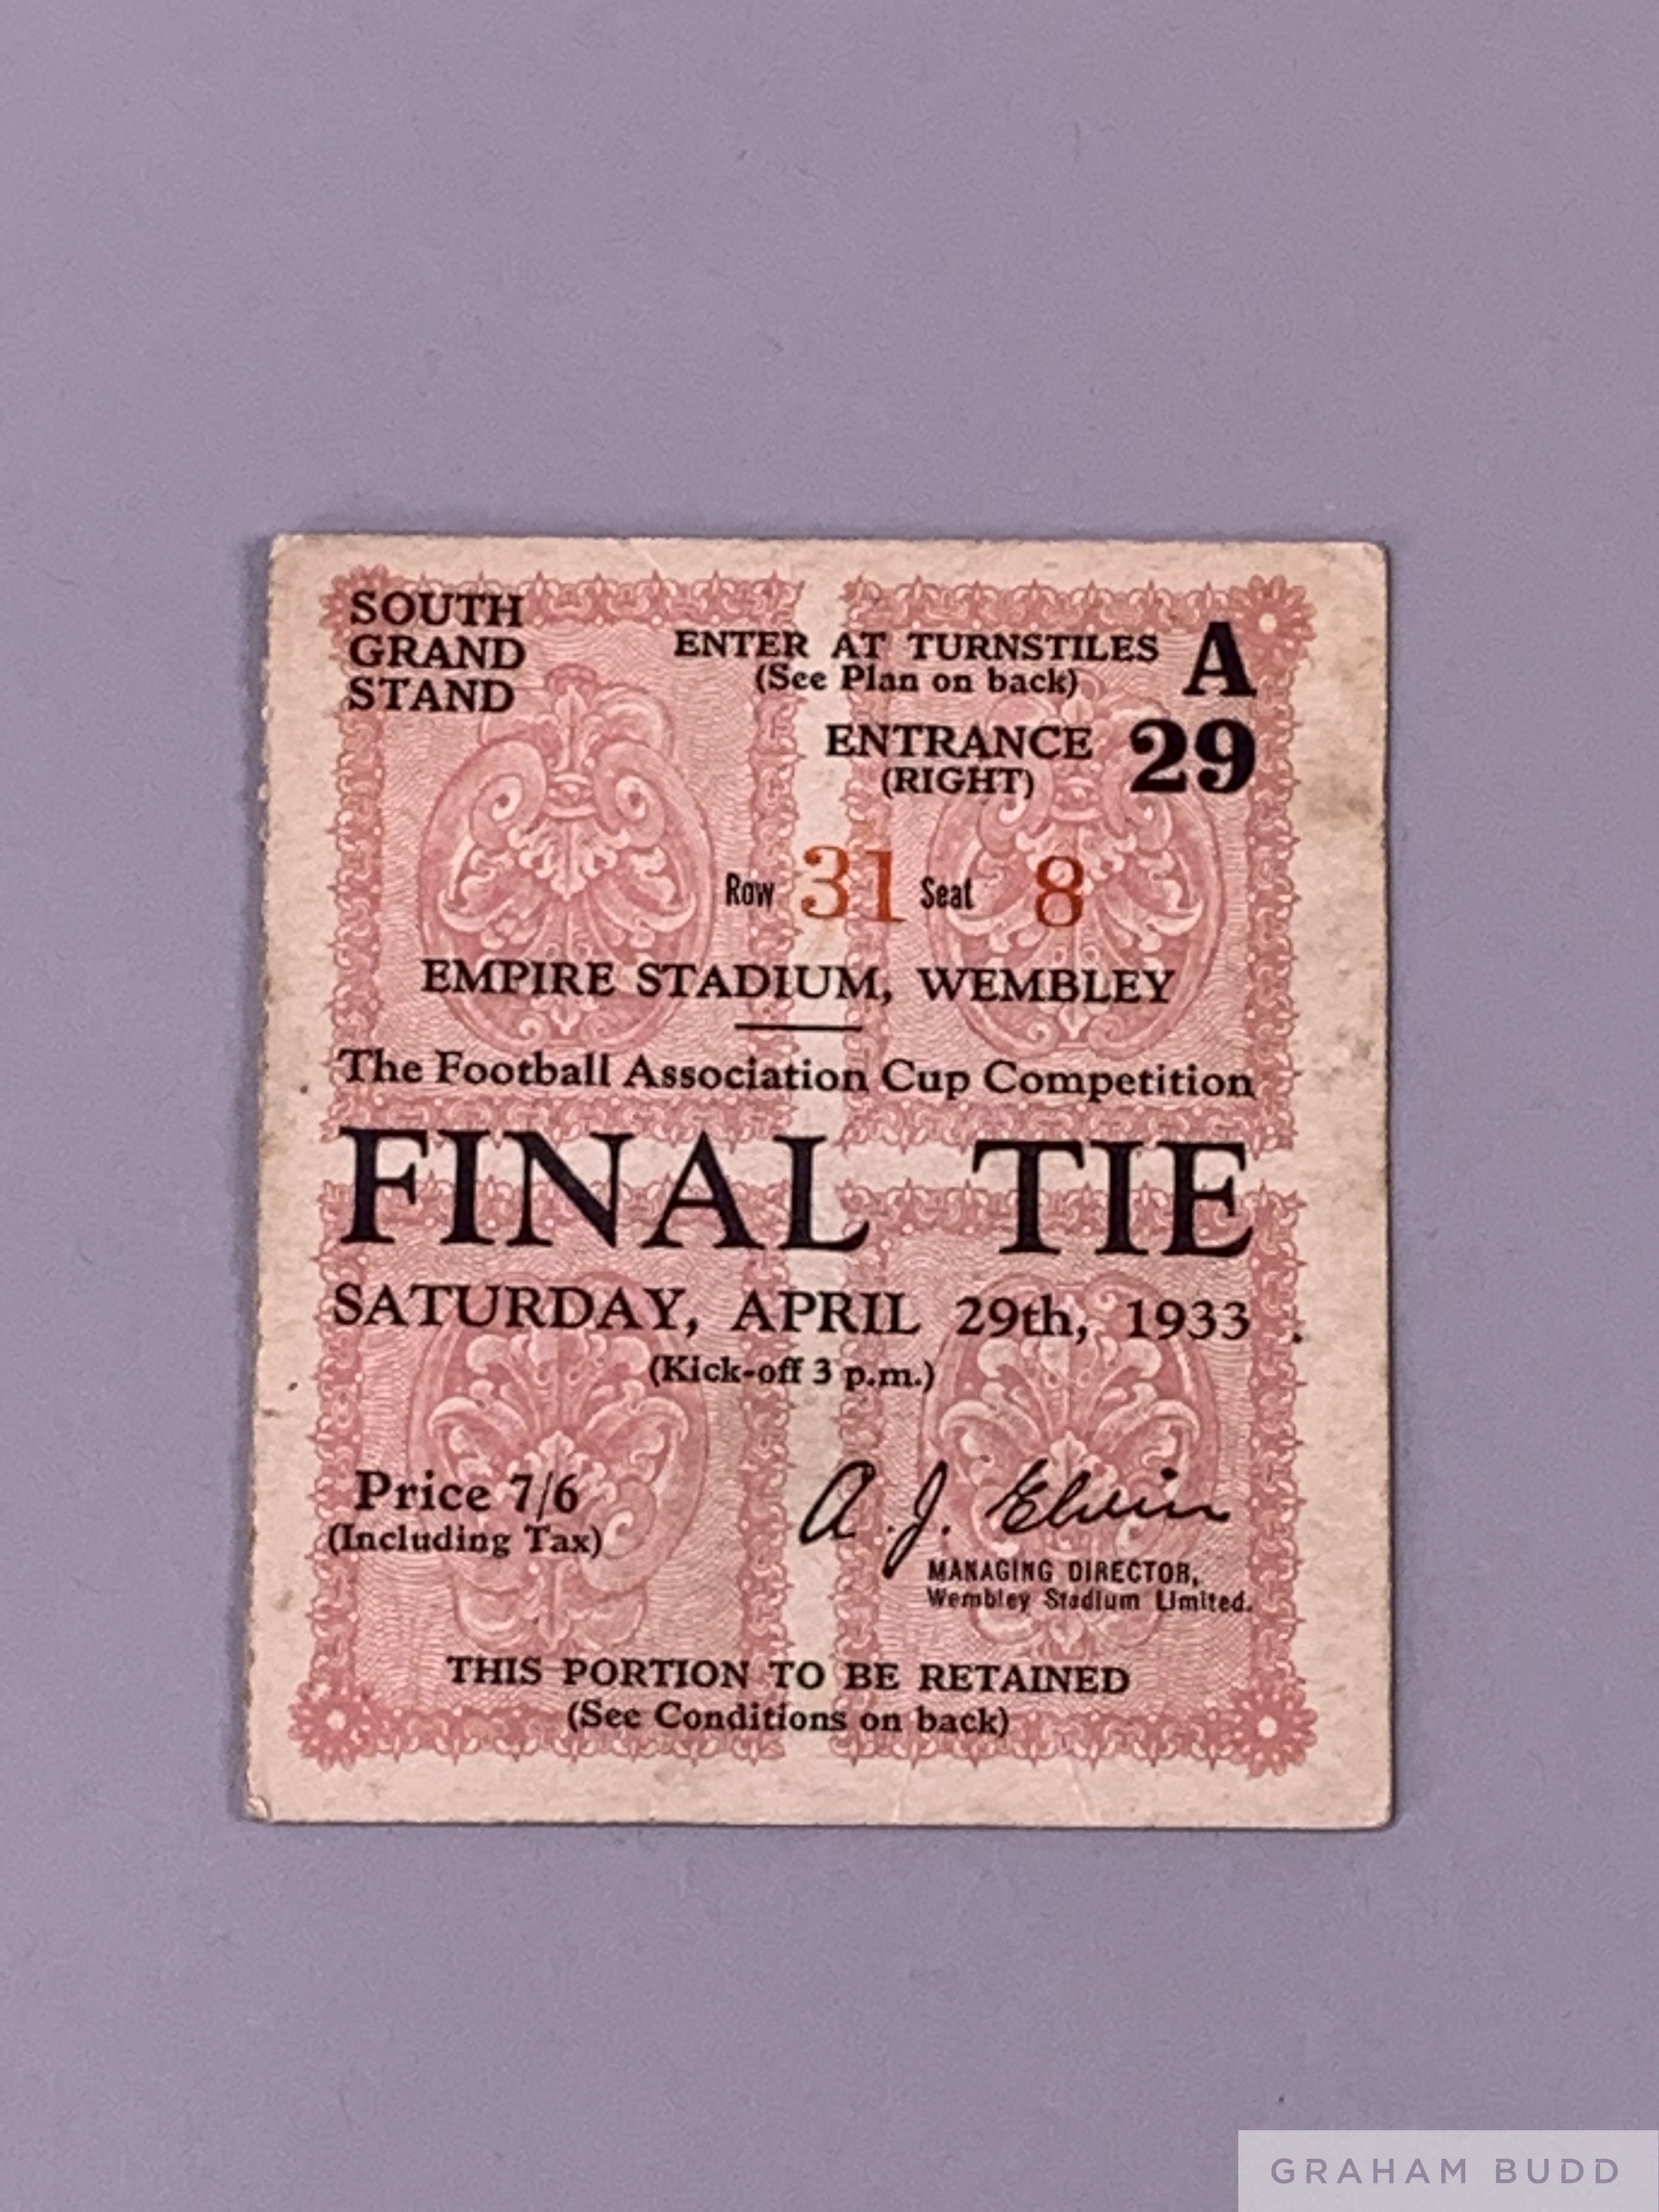 SOUTH
GRAND
STAND
ENTER AT TURNSTILES A
(See Plan on back)
ENTRANCE 29
(RIGHT)
Row 31 Seat 8
EMPIRE STADIUM, WEMBLEY
The Football Association Cup Competition
FINAL TIE
SATURDAY, APRIL 29th, 1933
(Kick-off 3 p.m.)
Price 7/6
(Including Tax)
A. J. Elvin
MANAGING DIRECTOR,
Wembley Stadium Limited.
THIS PORTION TO BE RETAINED
(See Conditions on back)
GRAHAM BUDD